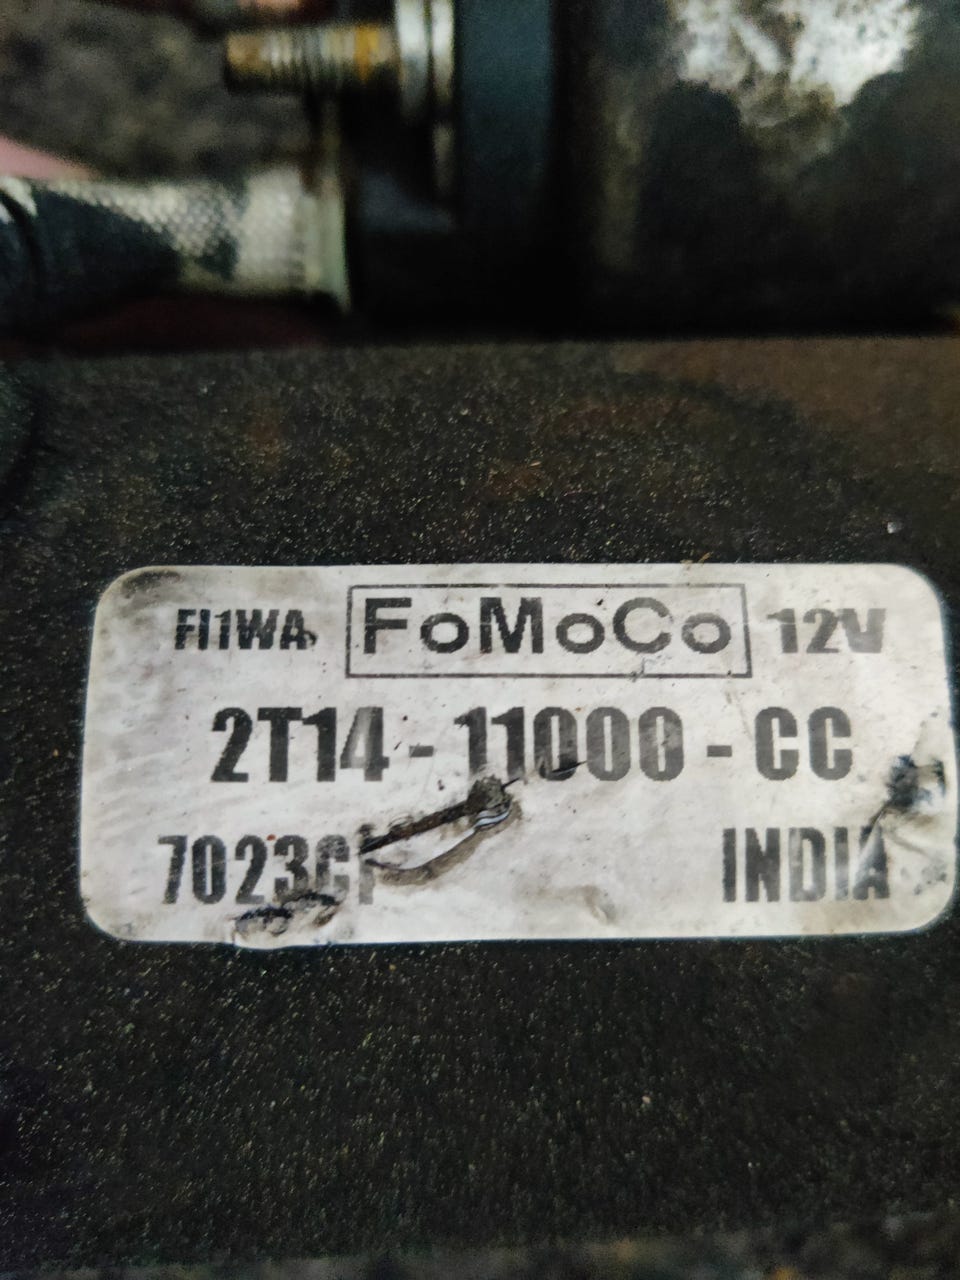 FI1WA FoMoCo 12V
2T14-11000-CC
INDIA